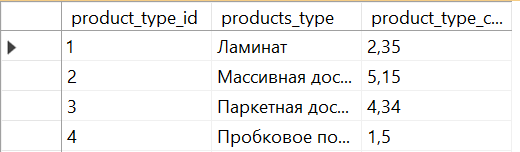 product_type_id products_type product_type_c...
1 Ламинат 2,35
2 Массивная дос... 5,15
3 Паркетная дос... 4,34
4 Пробковое по... 1,5